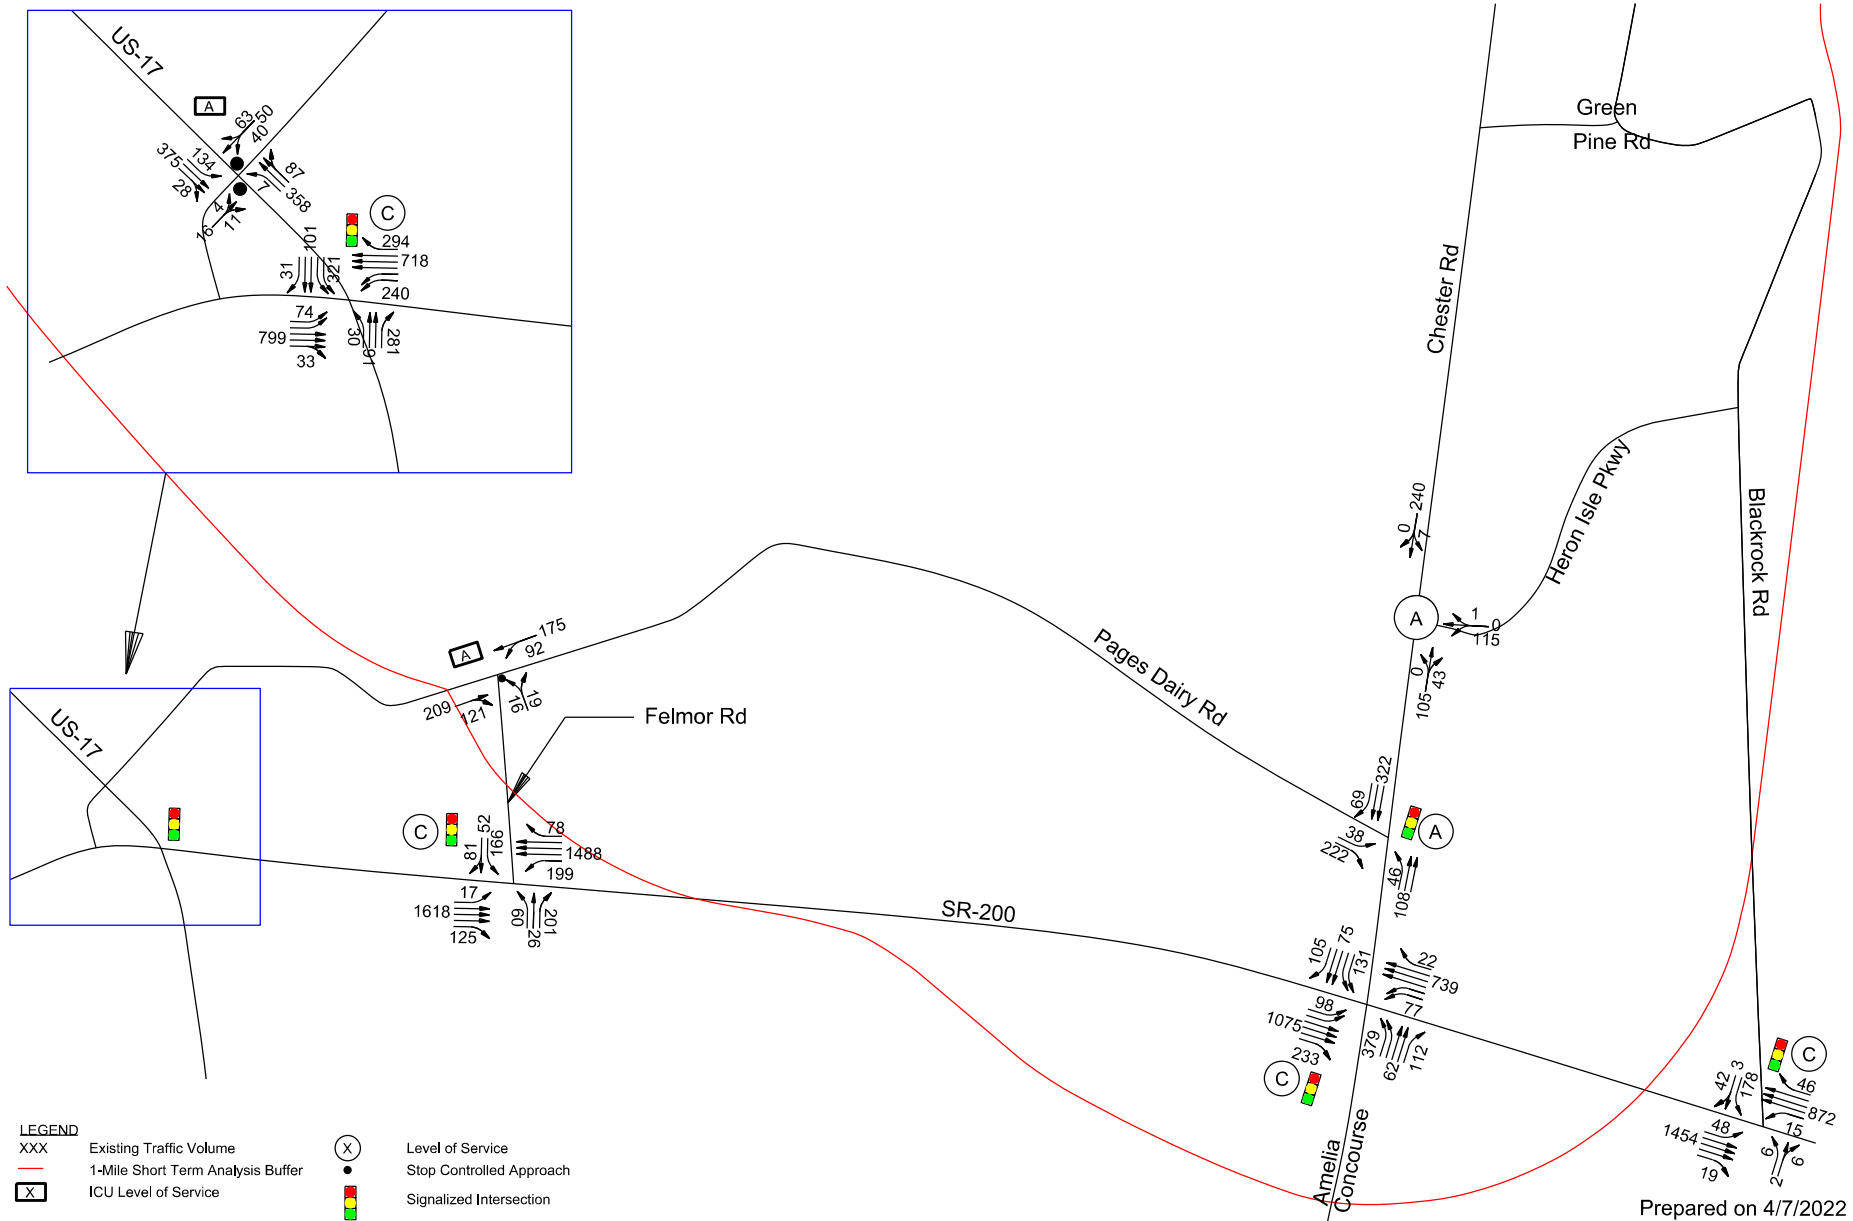 US-17
A
63
50
40
375
134
28
87
7
358
4
16
11
C
101
31
321
294
718
240
74
799
33
30
91
281
Green
Pine Rd
Chester Rd
Heron Isle Pkwy
Blackrock Rd
240
0
7
A
1
0
115
0
43
105
Pages Dairy Rd
A
175
92
209
121
16
19
Felmor Rd
US-17
C
52
81
166
78
1488
199
17
1618
125
60
26
201
SR-200
322
69
38
222
A
46
108
105
75
131
22
739
77
98
1075
233
379
62
112
C
Amelia
Concourse
C
42
3
178
46
872
15
48
1454
19
9
2
6
LEGEND
XXX Existing Traffic Volume
1-Mile Short Term Analysis Buffer
X ICU Level of Service
X Level of Service
Stop Controlled Approach
Signalized Intersection
Prepared on 4/7/2022